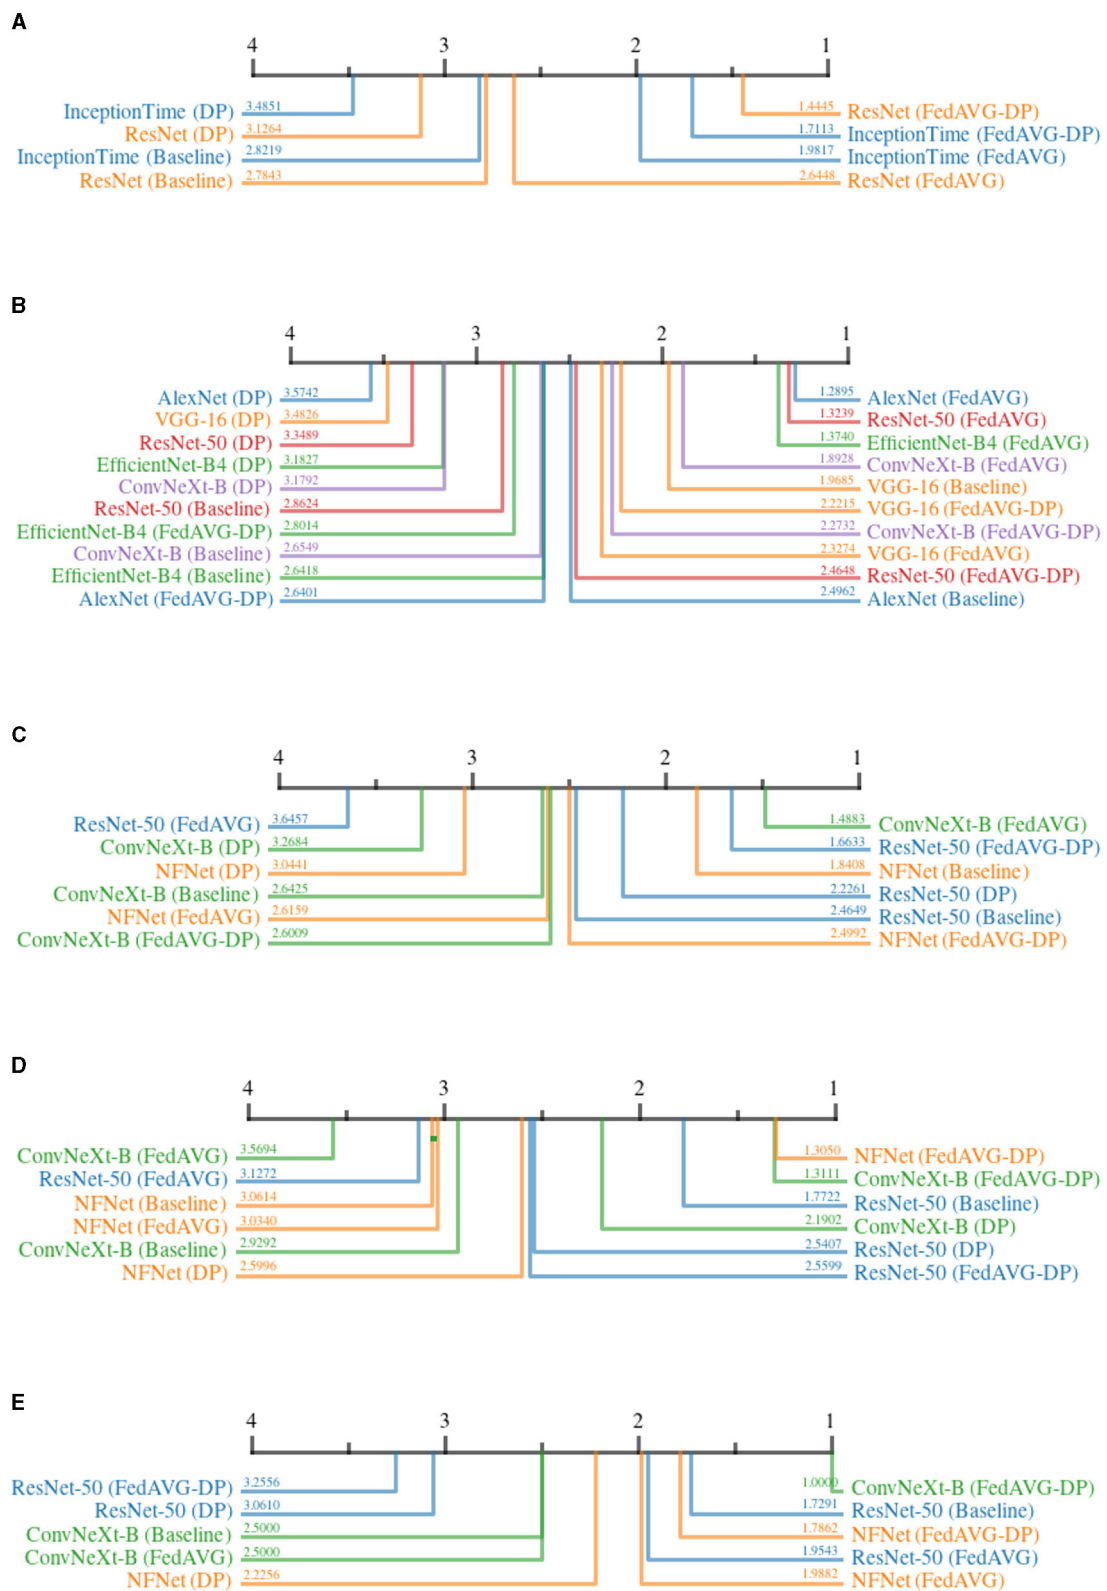 A
4 3 2 1
InceptionTime (DP) 3.4851 1.4445 ResNet (FedAVG-DP)
ResNet (DP) 3.1264 1.7113 InceptionTime (FedAVG-DP)
InceptionTime (Baseline) 2.8219 1.9817 InceptionTime (FedAVG)
ResNet (Baseline) 2.7843 2.6448 ResNet (FedAVG)
B
4 3 2 1
AlexNet (DP) 3.5742 1.2895 AlexNet (FedAVG)
VGG-16 (DP) 3.4826 1.3239 ResNet-50 (FedAVG)
ResNet-50 (DP) 3.3489 1.3740 EfficientNet-B4 (FedAVG)
EfficientNet-B4 (DP) 3.1827 1.8928 ConvNeXt-B (FedAVG)
ConvNeXt-B (DP) 3.1792 1.9685 VGG-16 (Baseline)
ResNet-50 (Baseline) 2.8624 2.2215 VGG-16 (FedAVG-DP)
EfficientNet-B4 (FedAVG-DP) 2.8014 2.2732 ConvNeXt-B (FedAVG-DP)
ConvNeXt-B (Baseline) 2.6549 2.3274 VGG-16 (FedAVG)
EfficientNet-B4 (Baseline) 2.6418 2.4648 ResNet-50 (FedAVG-DP)
AlexNet (FedAVG-DP) 2.6401 2.4962 AlexNet (Baseline)
C
4 3 2 1
ResNet-50 (FedAVG) 3.6457 1.4883 ConvNeXt-B (FedAVG)
ConvNeXt-B (DP) 3.2684 1.6633 ResNet-50 (FedAVG-DP)
NFNet (DP) 3.0441 1.8408 NFNet (Baseline)
ConvNeXt-B (Baseline) 2.6425 2.2261 ResNet-50 (DP)
NFNet (FedAVG) 2.6159 2.4649 ResNet-50 (Baseline)
ConvNeXt-B (FedAVG-DP) 2.6009 2.4992 NFNet (FedAVG-DP)
D
4 3 2 1
ConvNeXt-B (FedAVG) 3.5694 1.3050 NFNet (FedAVG-DP)
ResNet-50 (FedAVG) 3.1272 1.3111 ConvNeXt-B (FedAVG-DP)
NFNet (Baseline) 3.0614 1.7722 ResNet-50 (Baseline)
NFNet (FedAVG) 3.0340 2.1902 ConvNeXt-B (DP)
ConvNeXt-B (Baseline) 2.9292 2.5407 ResNet-50 (DP)
NFNet (DP) 2.5996 2.5599 ResNet-50 (FedAVG-DP)
E
4 3 2 1
ResNet-50 (FedAVG-DP) 3.2556 1.0000 ConvNeXt-B (FedAVG-DP)
ResNet-50 (DP) 3.0610 1.7291 ResNet-50 (Baseline)
ConvNeXt-B (Baseline) 2.5000 1.7862 NFNet (FedAVG-DP)
ConvNeXt-B (FedAVG) 2.5000 1.9543 ResNet-50 (FedAVG)
NFNet (DP) 2.2256 1.9882 NFNet (FedAVG)